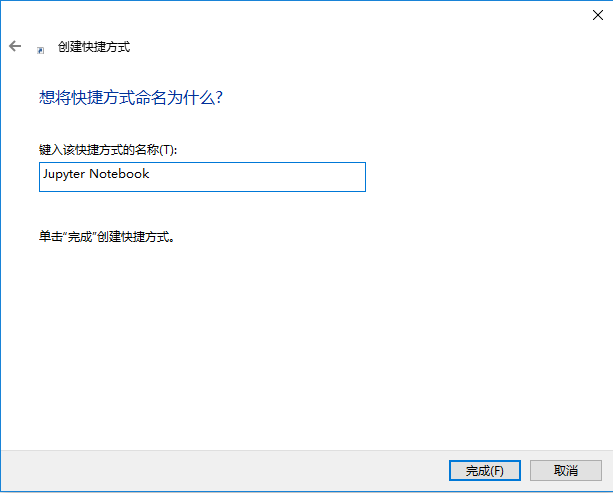 创建快捷方式
想将快捷方式命名为什么?
键入该快捷方式的名称(T):
Jupyter Notebook
单击“完成”创建快捷方式。
完成(F) 取消